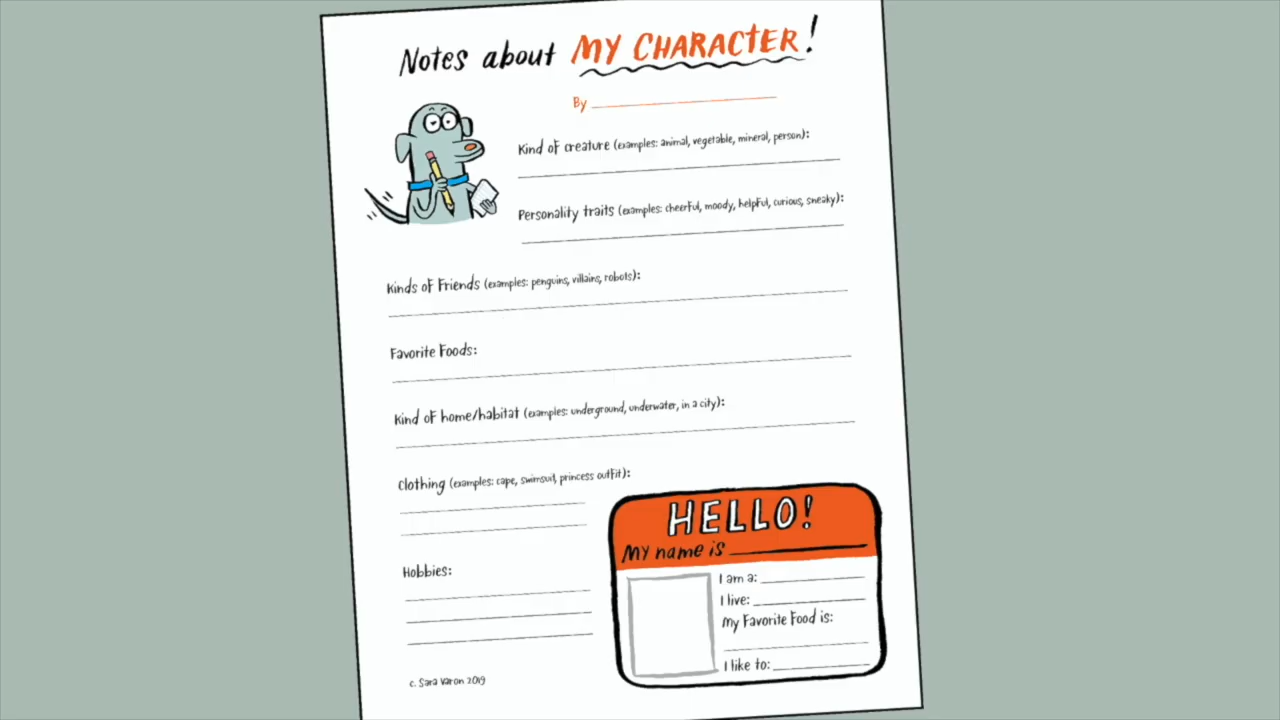 Notes about MY CHARACTER!
By
Kind of creature (examples: animal, vegetable, mineral, person):
Personality traits (examples: cheerful, moody, helpful, curious, sneaky):
Kinds of Friends (examples: penguins, villains, robots):
Favorite Foods:
Kind of home/habitat (examples: underground, underwater, in a city):
Clothing (examples: cape, swimsuit, princess outfit):
Hobbies:
c. Sara Varon 2019
HELLO!
My name is
I am a:
I live:
My Favorite Food is:
I like to: